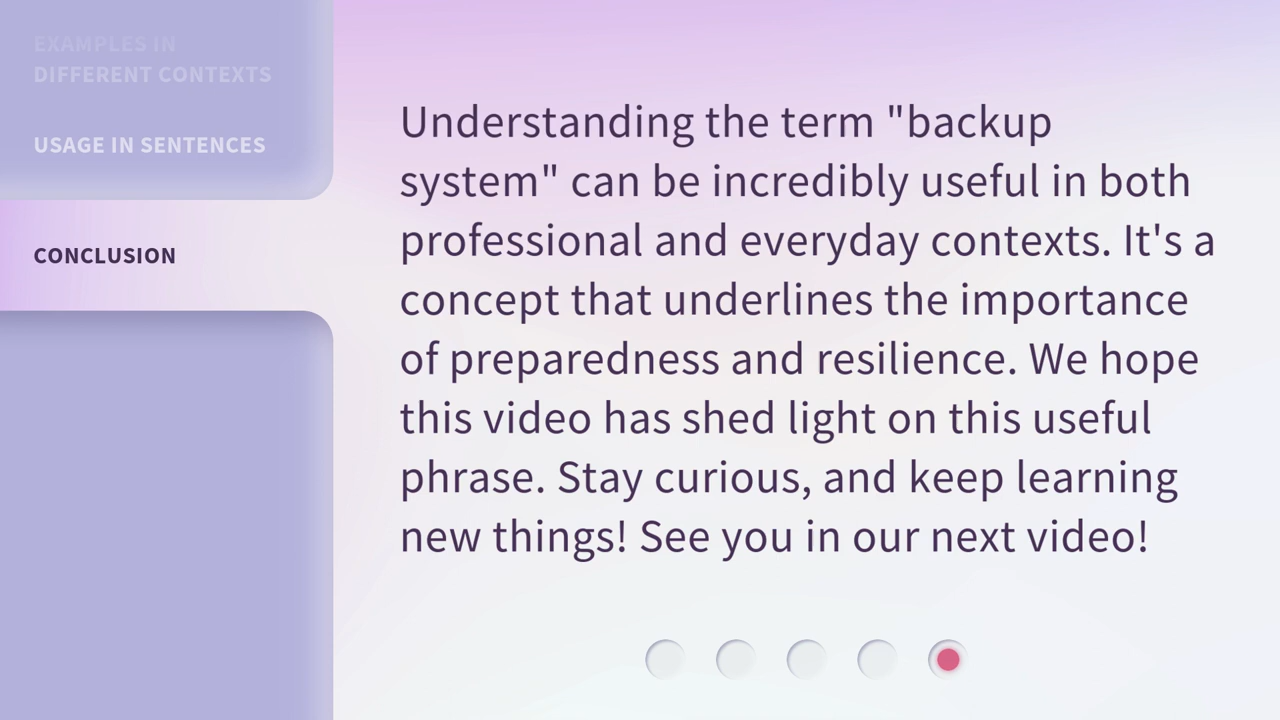 EXAMPLES IN
DIFFERENT CONTEXTS
USAGE IN SENTENCES
CONCLUSION
Understanding the term "backup
system" can be incredibly useful in both
professional and everyday contexts. It's a
concept that underlines the importance
of preparedness and resilience. We hope
this video has shed light on this useful
phrase. Stay curious, and keep learning
new things! See you in our next video!